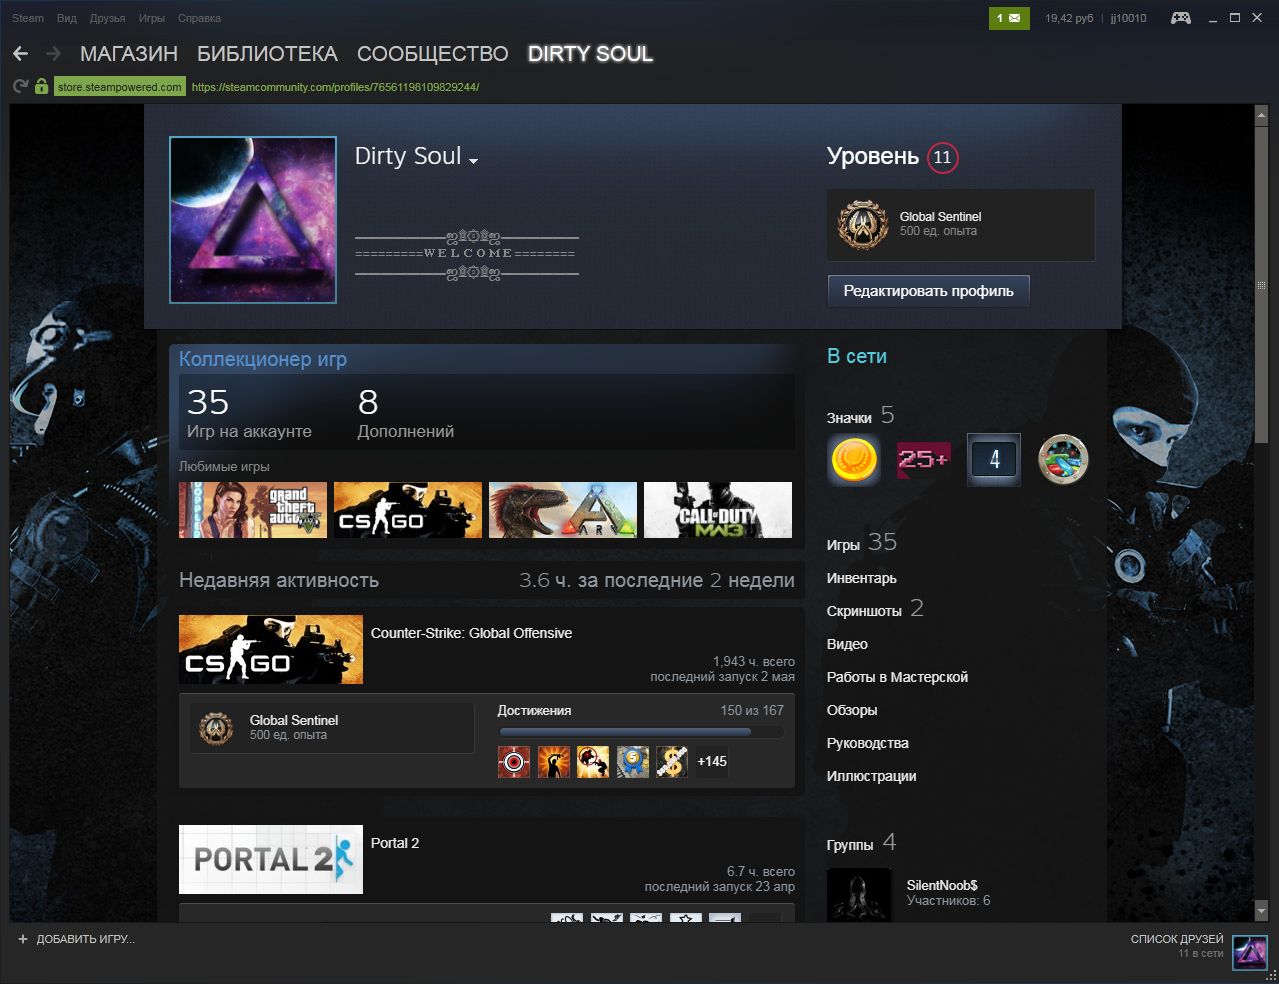 Steam Вид Друзья Игры Справка
1 19,42 руб | jj10010
МАГАЗИН БИБЛИОТЕКА СООБЩЕСТВО DIRTY SOUL
store.steampowered.com https://steamcommunity.com/profiles/76561198109829244/
Dirty Soul
=========W E L C O M E ========
Уровень 11
Global Sentinel
500 ед. опыта
Редактировать профиль
Коллекционер игр
35
Игр на аккаунте
8
Дополнений
Любимые игры
grand theft auto V
CS GO
ARK
CALL OF DUTY
MW3
Недавняя активность 3.6 ч. за последние 2 недели
CS GO
Counter-Strike: Global Offensive
1,943 ч. всего
последний запуск 2 мая
Global Sentinel
500 ед. опыта
Достижения 150 из 167
+145
PORTAL 2
Portal 2
6.7 ч. всего
последний запуск 23 апр
В сети
Значки 5
25+
4
Игры 35
Инвентарь
Скриншоты 2
Видео
Работы в Мастерской
Обзоры
Руководства
Иллюстрации
Группы 4
SilentNoob$
Участников: 6
+ ДОБАВИТЬ ИГРУ...
СПИСОК ДРУЗЕЙ
11 в сети